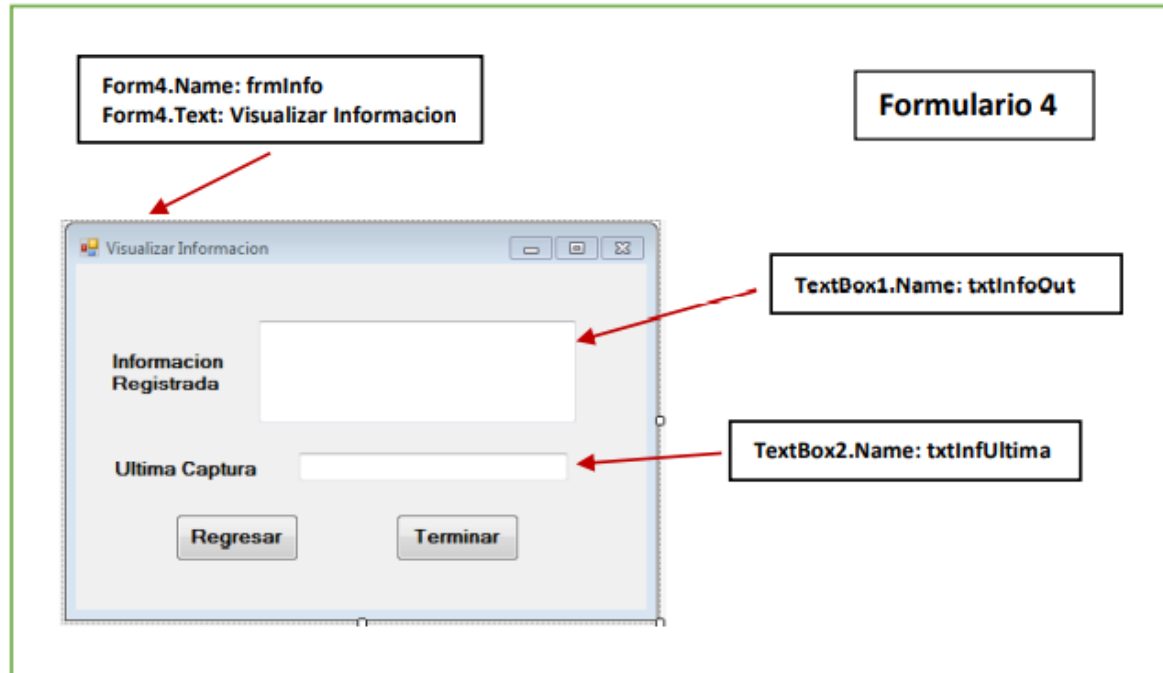 Form4.Name: frmInfo
Form4.Text: Visualizar Informacion
Formulario 4
Visualizar Informacion
TextBox1.Name: txtInfoOut
Informacion
Registrada
TextBox2.Name: txtInfUltima
Ultima Captura
Regresar
Terminar